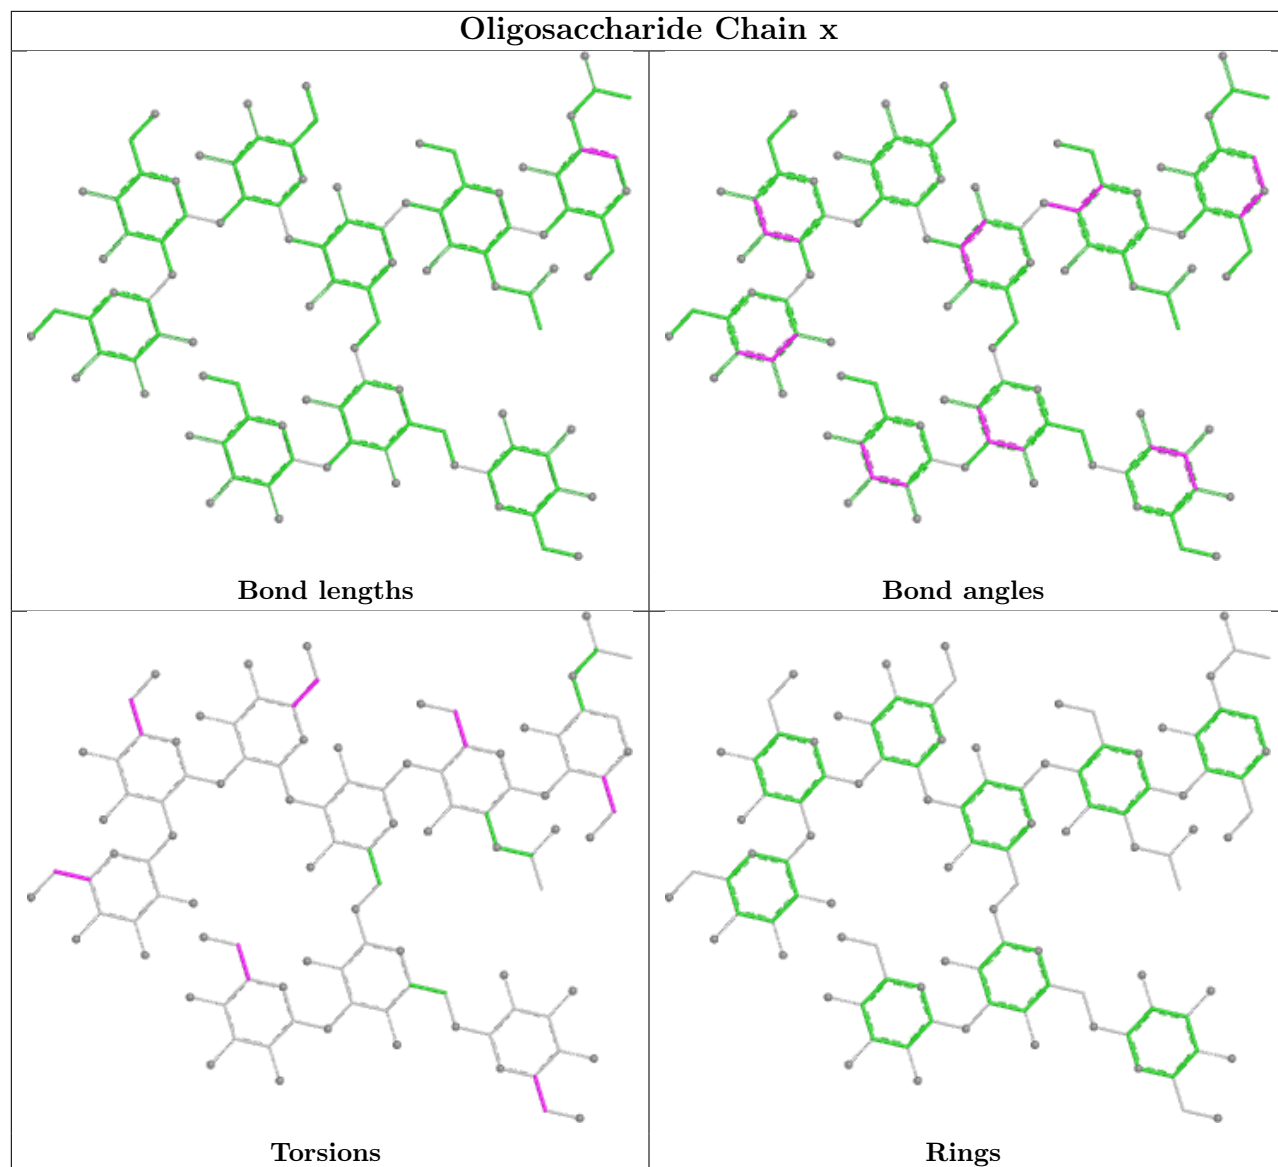 Oligosaccharide Chain x
Bond lengths
Bond angles
Torsions
Rings